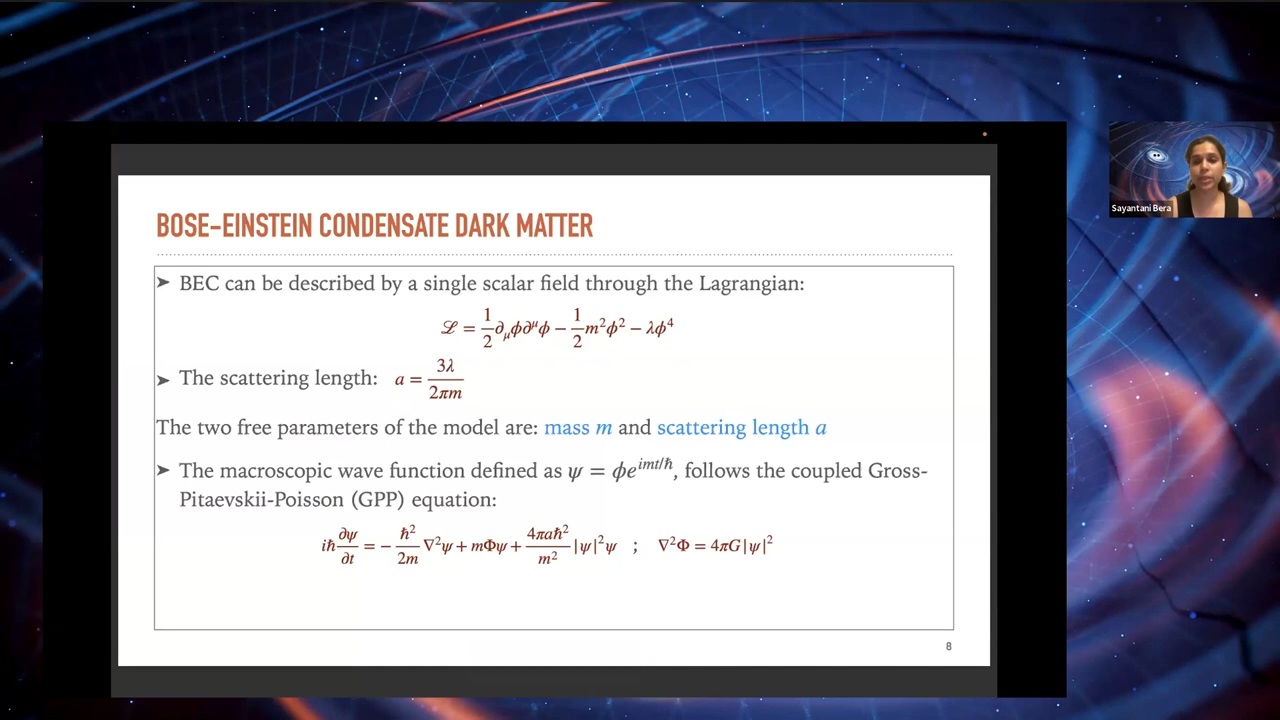 BOSE-EINSTEIN CONDENSATE DARK MATTER
➤ BEC can be described by a single scalar field through the Lagrangian:
ℒ = 1/2 ∂_μϕ∂^μϕ − 1/2 m²ϕ² − λϕ⁴
➤ The scattering length: a = 3λ/2πm
The two free parameters of the model are: mass m and scattering length a
➤ The macroscopic wave function defined as ψ = ϕe^{imt/ħ}, follows the coupled Gross-
Pitaevskii-Poisson (GPP) equation:
iħ ∂ψ/∂t = − ħ²/2m ∇²ψ + mΦψ + 4πaħ²/m² |ψ|²ψ ; ∇²Φ = 4πG|ψ|²
8
Sayantani Bera